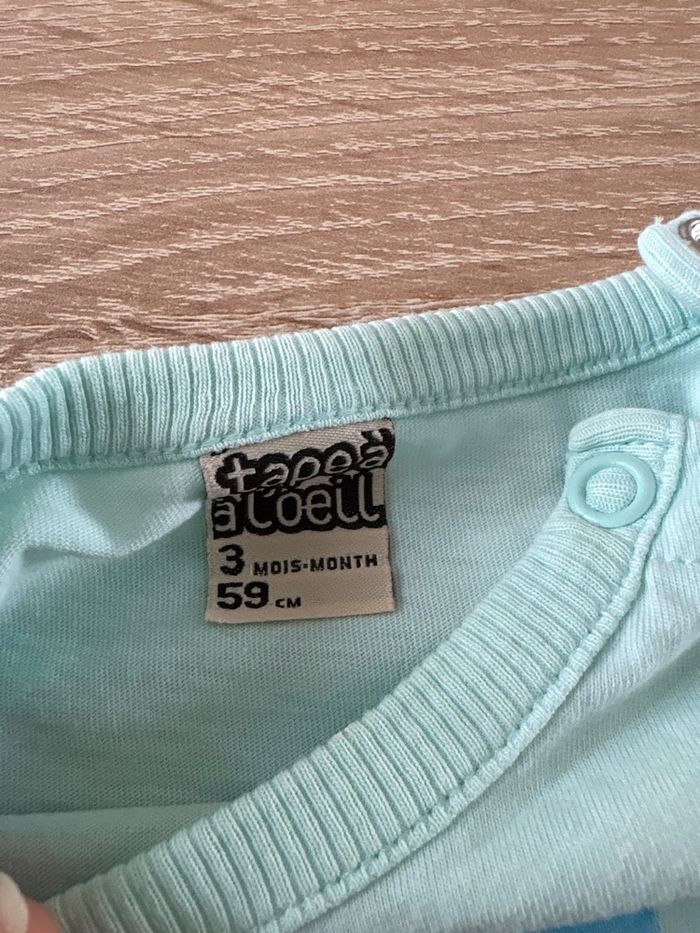 tape à
à l'oeil
3 MOIS-MONTH
59 CM